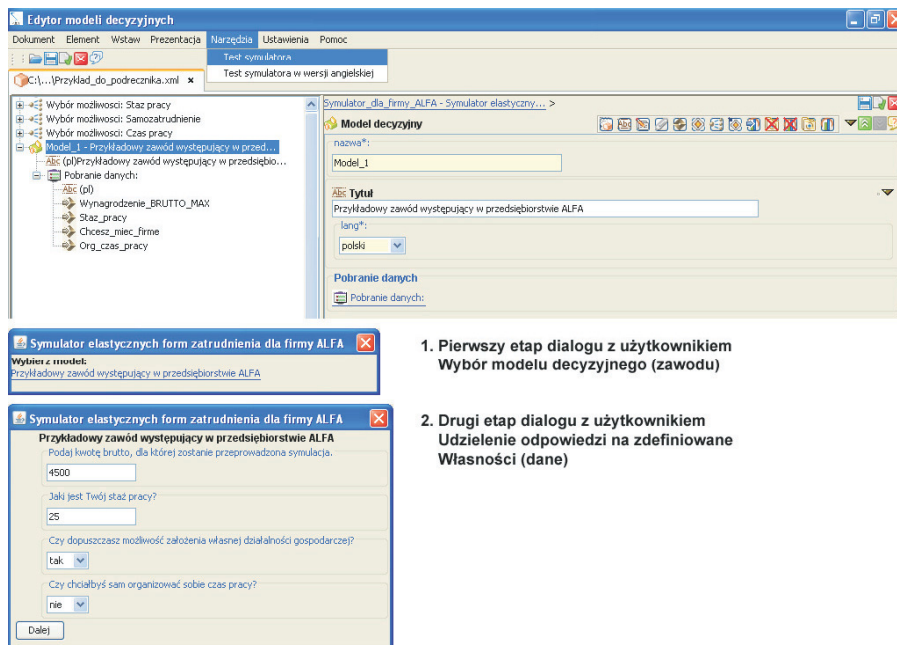 Edytor modeli decyzyjnych
Dokument Element Wstaw Prezentacja Narzędzia Ustawienia Pomoc
Test symulatora
Test symulatora w wersji angielskiej
C:\...\Przyklad_do_podrecznika.xml
Wybór możliwosci: Staz pracy
Wybór możliwosci: Samozatrudnienie
Wybór możliwosci: Czas pracy
Model_1 - Przykładowy zawód występujący w przed...
Abc (pl)Przykładowy zawód występujący w przedsiębio...
Pobranie danych:
Abc (pl)
Wynagrodzenie_BRUTTO_MAX
Staz_pracy
Chcesz_miec_firme
Org_czas_pracy
Symulator_dla_firmy_ALFA - Symulator elastyczny... >
Model decyzyjny
nazwa*:
Model_1
Abc Tytuł
Przykładowy zawód występujący w przedsiębiorstwie ALFA
lang*:
polski
Pobranie danych
Pobranie danych:
Symulator elastycznych form zatrudnienia dla firmy ALFA
Wybierz model:
Przykładowy zawód występujący w przedsiębiorstwie ALFA
1. Pierwszy etap dialogu z użytkownikiem
Wybór modelu decyzyjnego (zawodu)
Symulator elastycznych form zatrudnienia dla firmy ALFA
Przykładowy zawód występujący w przedsiębiorstwie ALFA
Podaj kwotę brutto, dla której zostanie przeprowadzona symulacja.
4500
Jaki jest Twój staż pracy?
25
Czy dopuszczasz możliwość założenia własnej działalności gospodarczej?
tak
Czy chciałbyś sam organizować sobie czas pracy?
nie
Dalej
2. Drugi etap dialogu z użytkownikiem
Udzielenie odpowiedzi na zdefiniowane
Własności (dane)